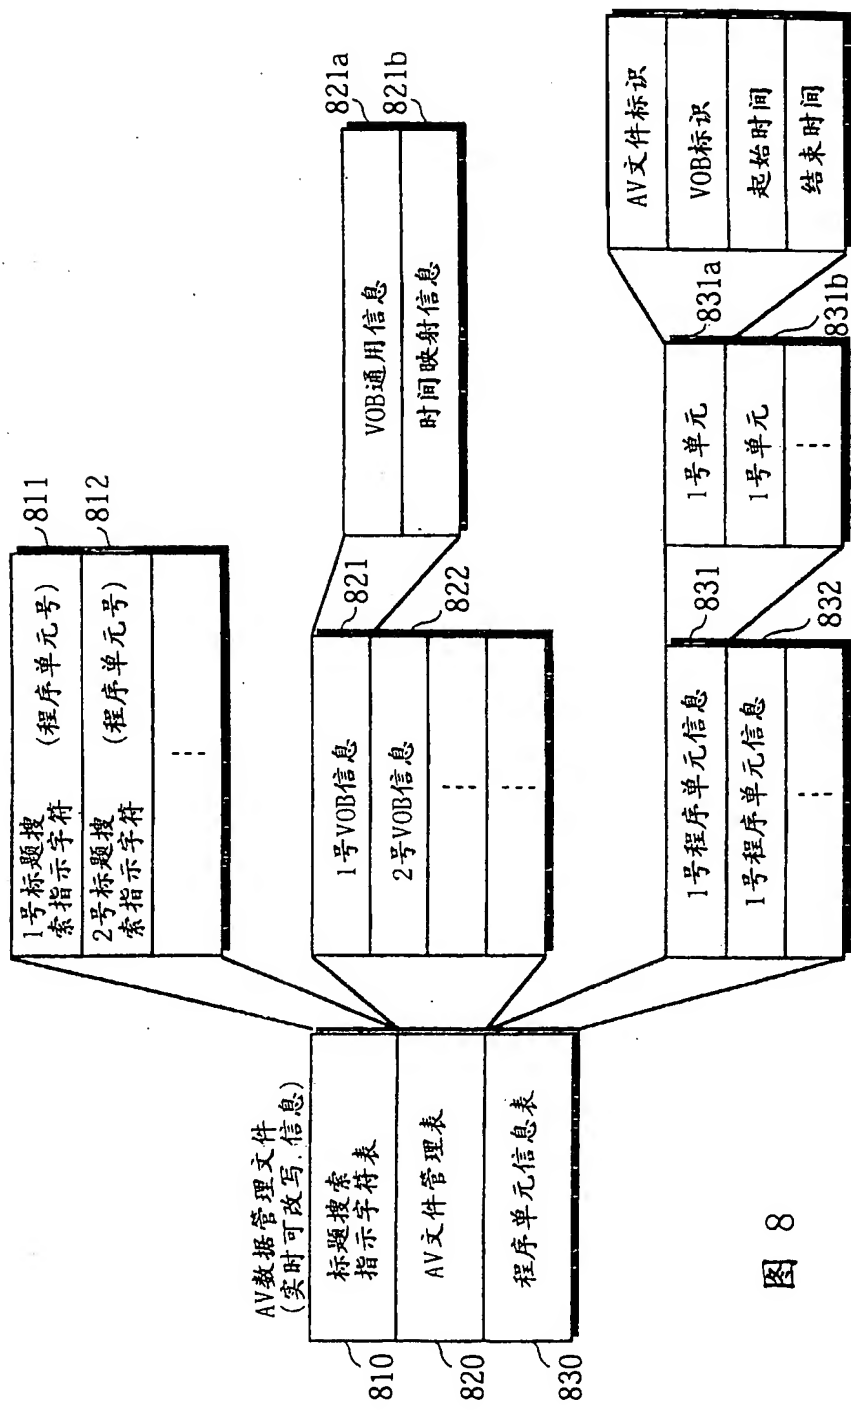 AV数据管理文件
(实时可改写.信息)
810
标题搜索
指示字符表
820
AV文件管理表
830
程序单元信息表
1号标题搜
索指示字符
(程序单元号)
811
2号标题搜
索指示字符
(程序单元号)
812
1号VOB信息
821
2号VOB信息
822
VOB通用信息
821a
时间映射信息
821b
1号程序单元信息
831
1号程序单元信息
832
1号单元
831a
1号单元
831b
AV文件标识
VOB标识
起始时间
结束时间
图 8